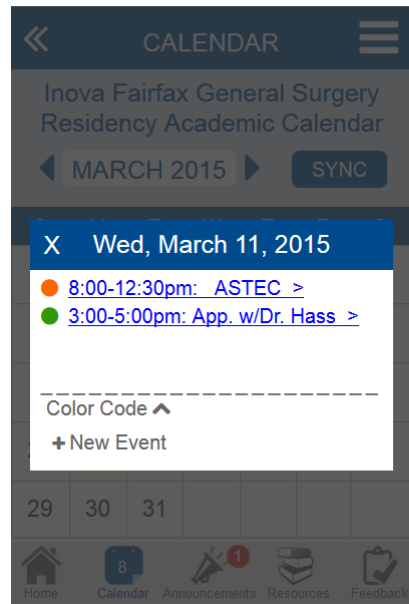 CALENDAR
Inova Fairfax General Surgery
Residency Academic Calendar
MARCH 2015 SYNC
X Wed, March 11, 2015
8:00-12:30pm: ASTEC >
3:00-5:00pm: App. w/Dr. Hass >
Color Code
+ New Event
29 30 31
8 1
Home Calendar Announcements Resources Feedback